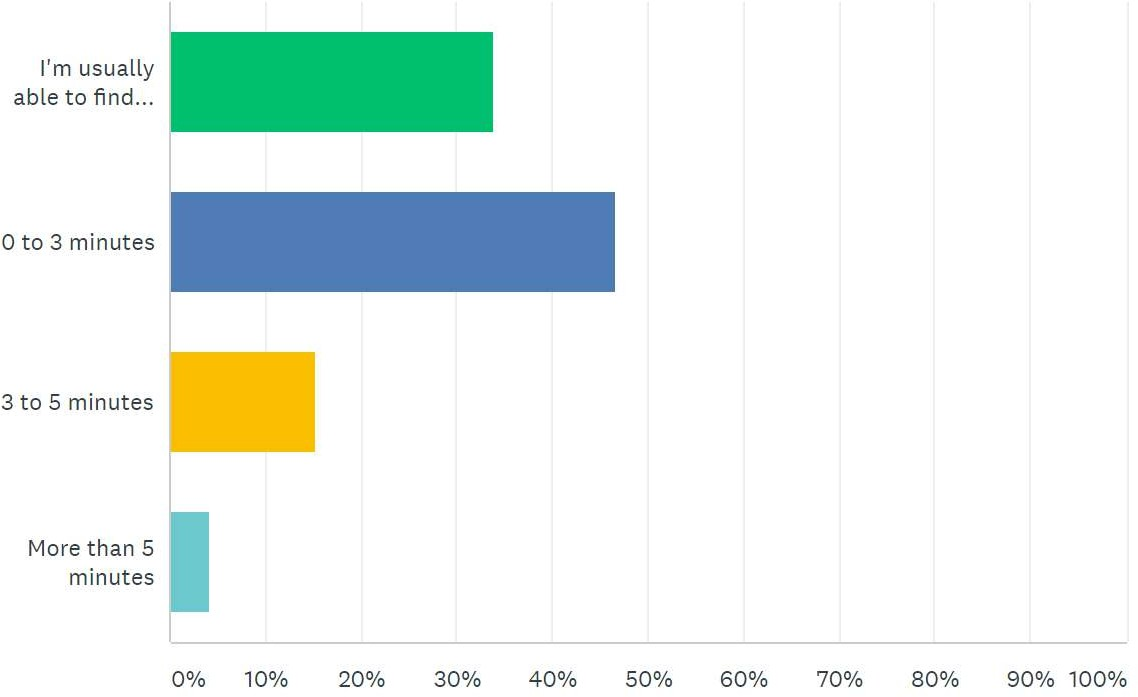 I'm usually
able to find...
0 to 3 minutes
3 to 5 minutes
More than 5
minutes
0% 10% 20% 30% 40% 50% 60% 70% 80% 90% 100%